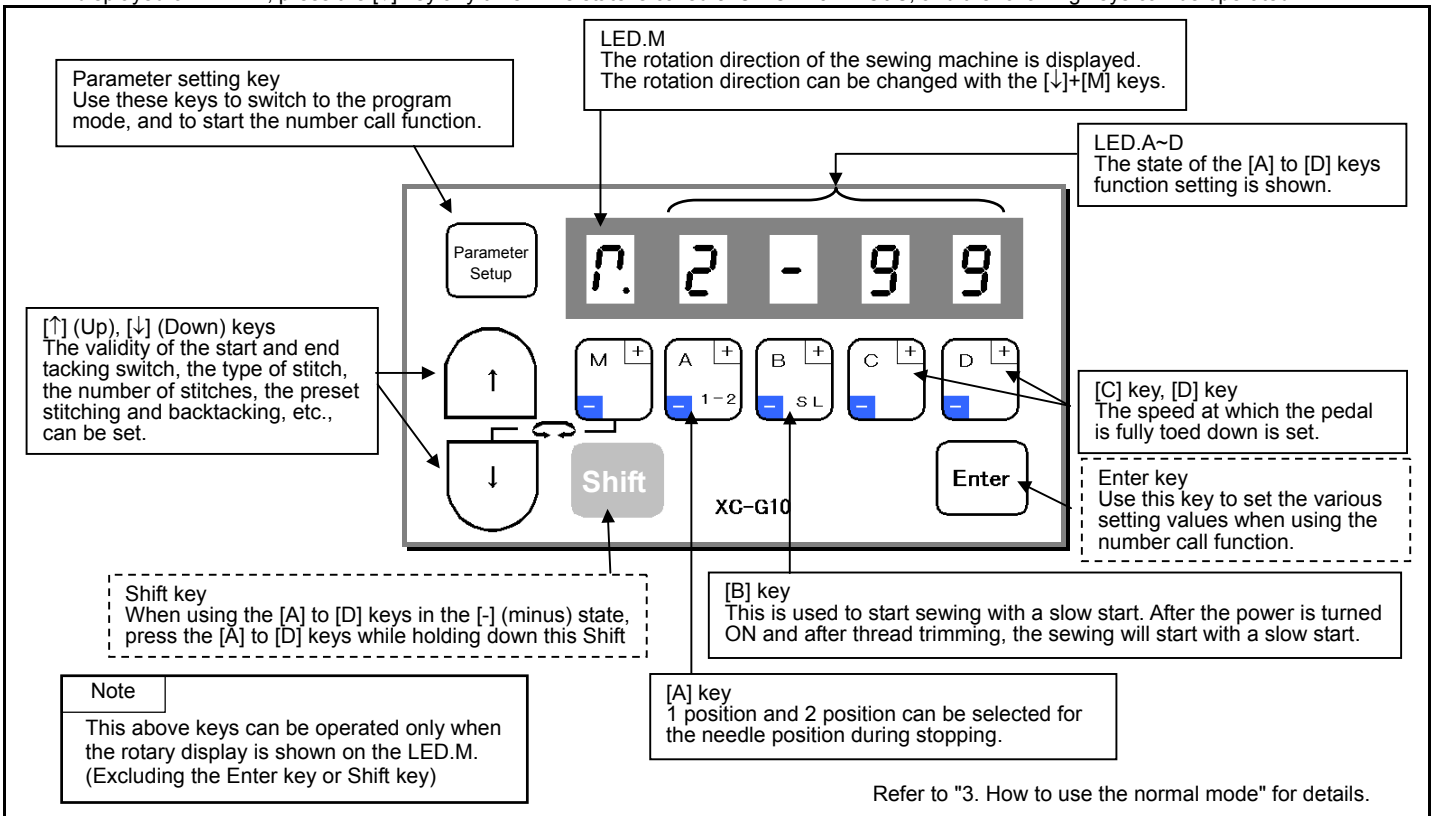 LED.M
The rotation direction of the sewing machine is displayed.
The rotation direction can be changed with the [↓]+[M] keys.
Parameter setting key
Use these keys to switch to the program
mode, and to start the number call function.
LED.A~D
The state of the [A] to [D] keys
function setting is shown.
Parameter
Setup
2 - 9 9
[↑] (Up), [↓] (Down) keys
The validity of the start and end
tacking switch, the type of stitch,
the number of stitches, the preset
stitching and backtacking, etc.,
can be set.
↑
M + -
A + - 1-2
B + - SL
C + -
D + -
[C] key, [D] key
The speed at which the pedal
is fully toed down is set.
↓
Shift
XC-G10
Enter
Enter key
Use this key to set the various
setting values when using the
number call function.
Shift key
When using the [A] to [D] keys in the [-] (minus) state,
press the [A] to [D] keys while holding down this Shift
[B] key
This is used to start sewing with a slow start. After the power is turned
ON and after thread trimming, the sewing will start with a slow start.
Note
This above keys can be operated only when
the rotary display is shown on the LED.M.
(Excluding the Enter key or Shift key)
[A] key
1 position and 2 position can be selected for
the needle position during stopping.
Refer to "3. How to use the normal mode" for details.